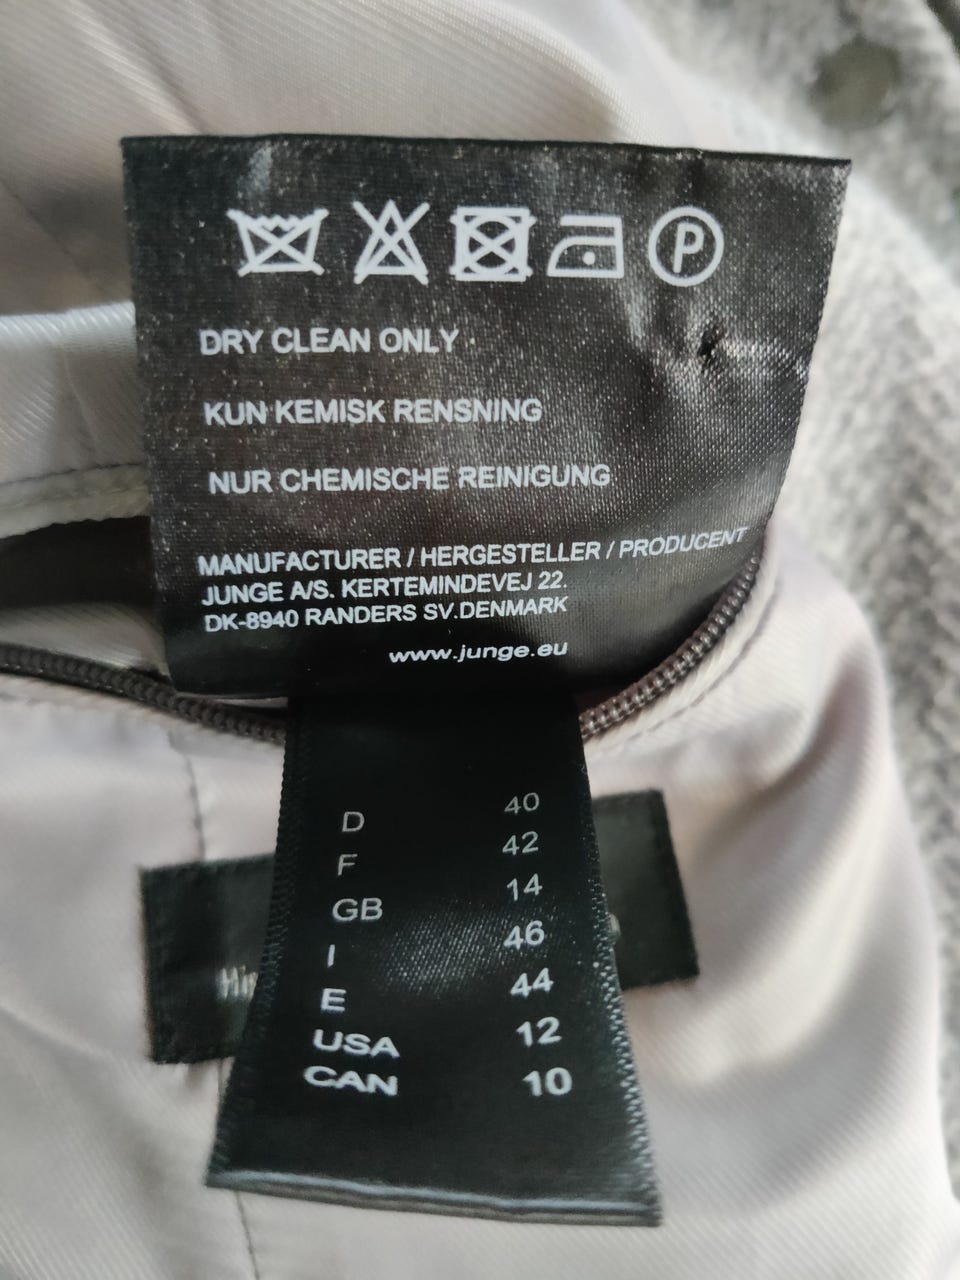 P
DRY CLEAN ONLY
KUN KEMISK RENSNING
NUR CHEMISCHE REINIGUNG
MANUFACTURER / HERGESTELLER / PRODUCENT
JUNGE A/S. KERTEMINDEVEJ 22.
DK-8940 RANDERS SV.DENMARK
www.junge.eu
D 40
F 42
GB 14
I 46
E 44
USA 12
CAN 10